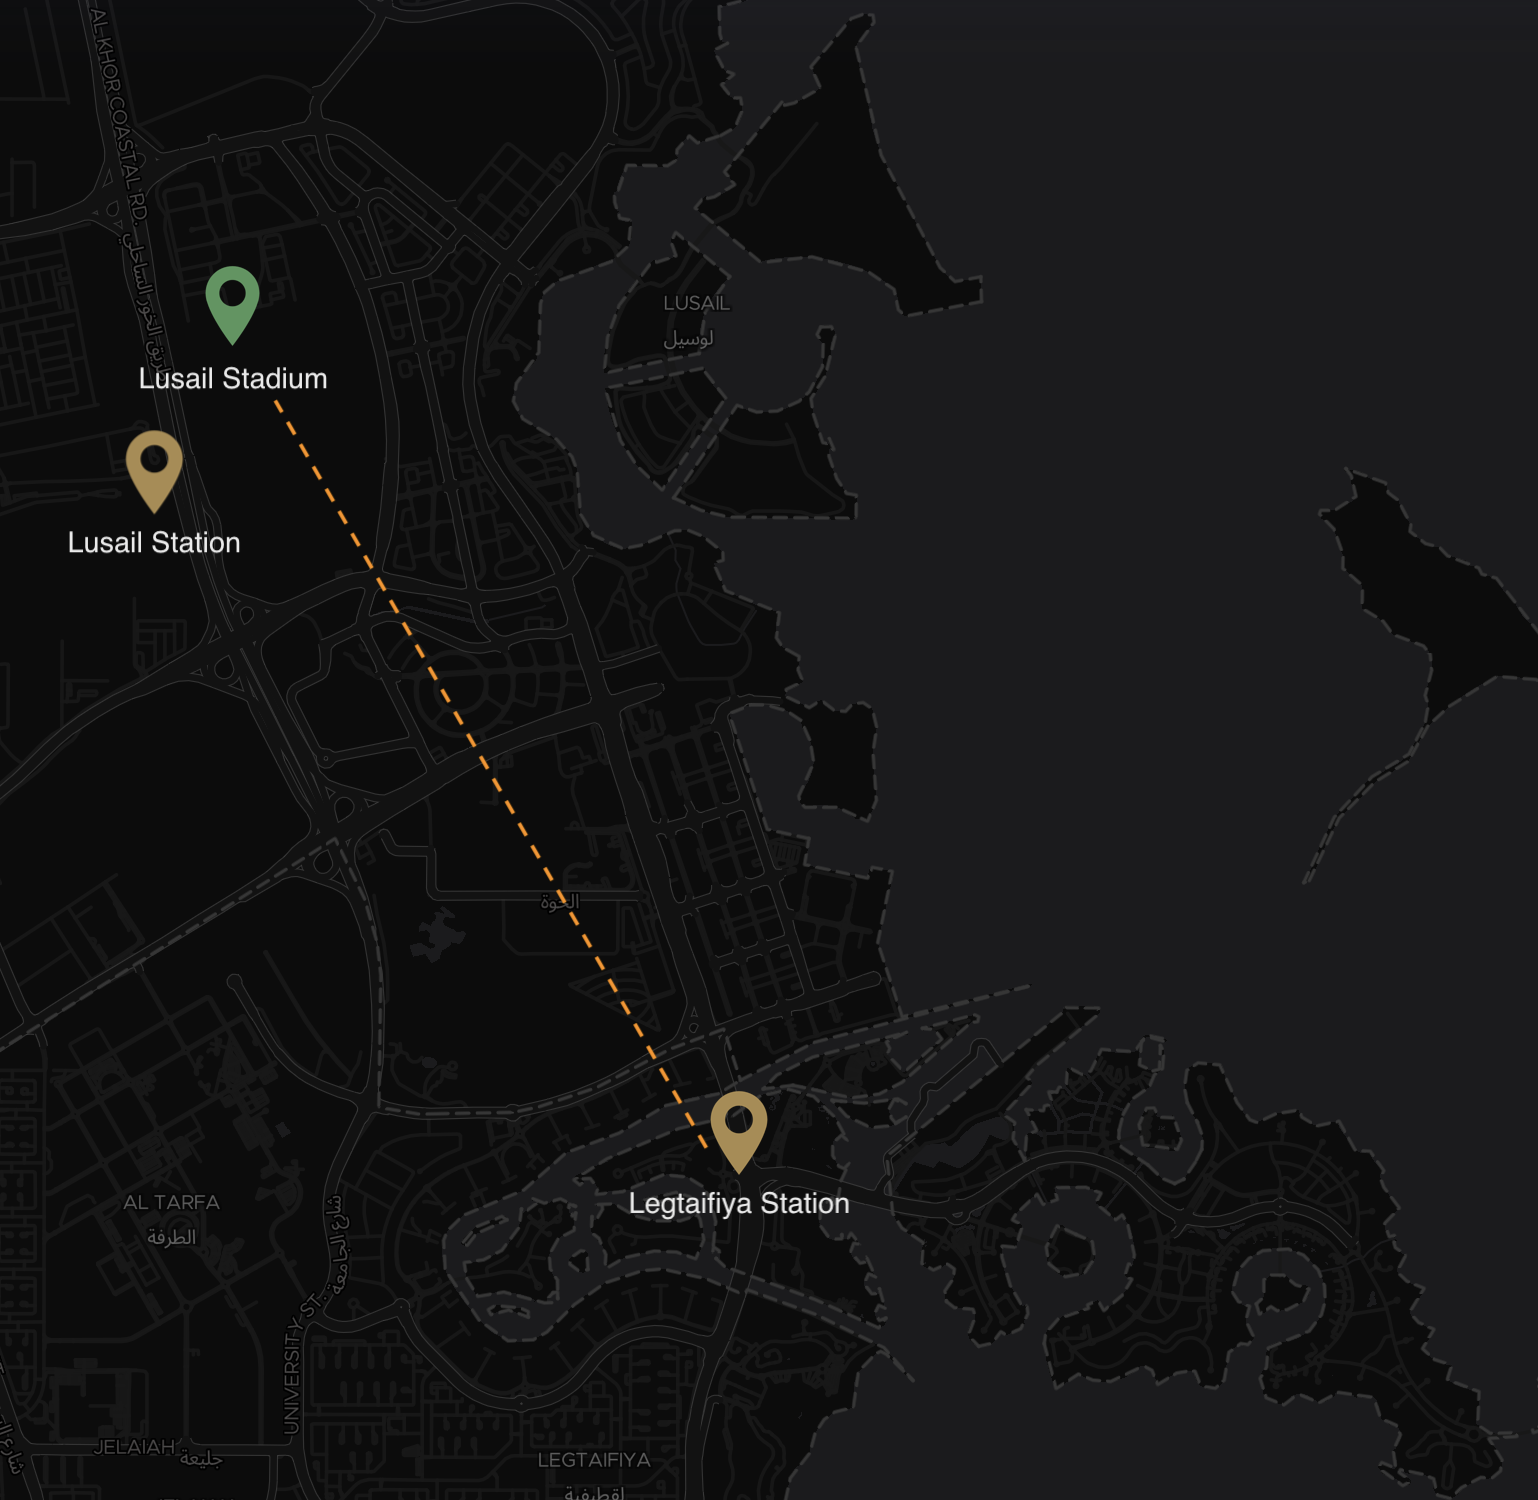 AL KHOR COASTAL RD.
طريق الخور الساحلي
LUSAIL
لوسيل
Lusail Stadium
Lusail Station
الخوة
Legtaifiya Station
AL TARFA
الطرفة
شارع الجامعة
UNIVERSITY ST.
JELAIAH
جليعة
LEGTAIFIYA
لقطيفية